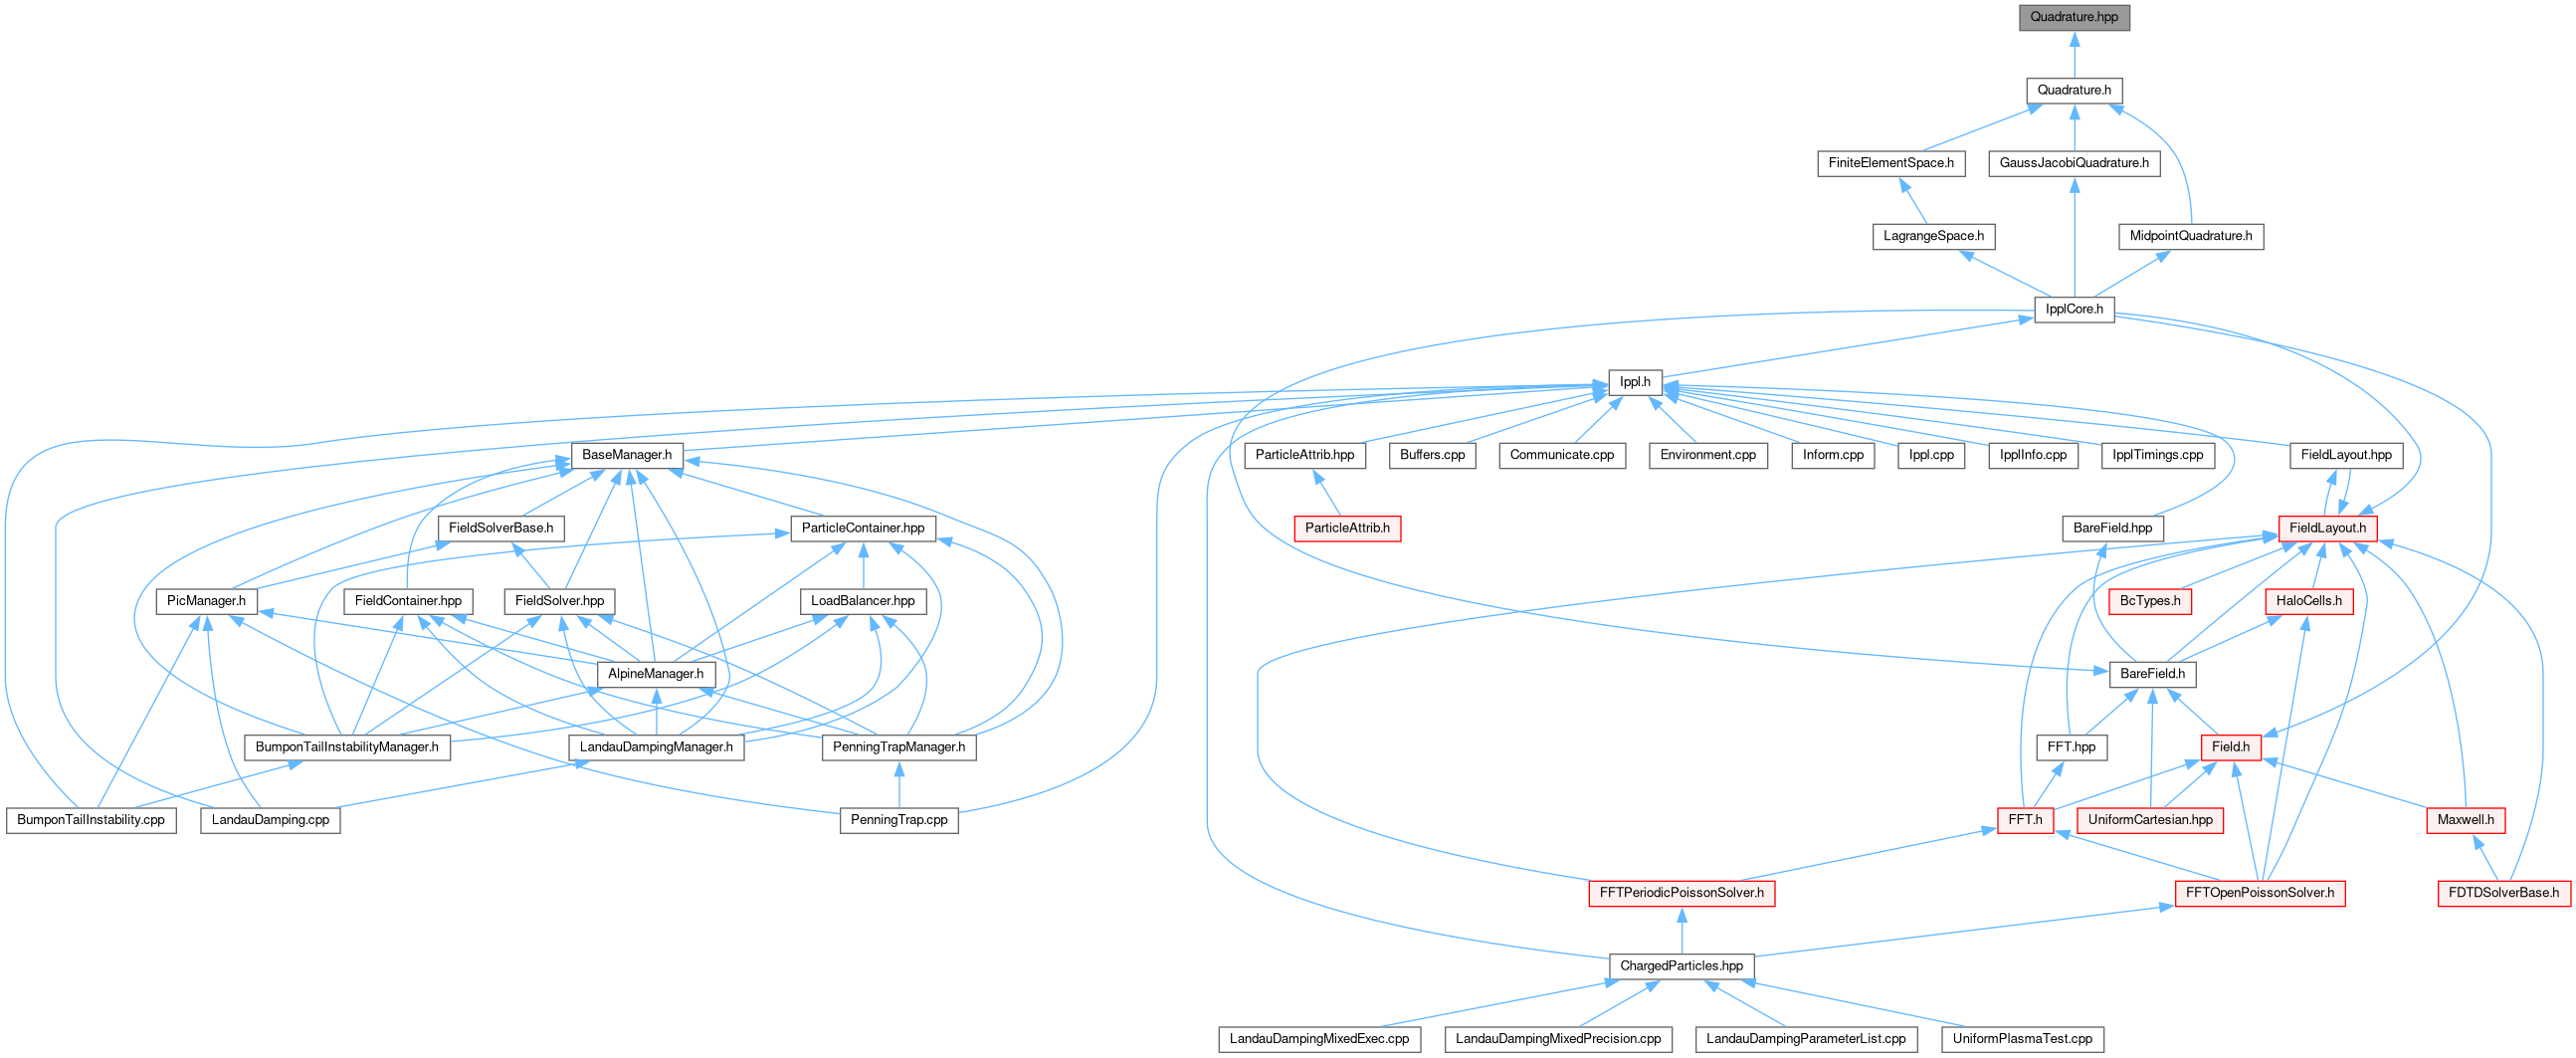 Quadrature.hpp
Quadrature.h
FiniteElementSpace.h
GaussJacobiQuadrature.h
LagrangeSpace.h
MidpointQuadrature.h
IpplCore.h
Ippl.h
BaseManager.h
ParticleAttrib.hpp
Buffers.cpp
Communicate.cpp
Environment.cpp
Inform.cpp
Ippl.cpp
IpplInfo.cpp
IpplTimings.cpp
FieldLayout.hpp
FieldSolverBase.h
ParticleContainer.hpp
ParticleAttrib.h
BareField.hpp
FieldLayout.h
PicManager.h
FieldContainer.hpp
FieldSolver.hpp
LoadBalancer.hpp
BcTypes.h
HaloCells.h
AlpineManager.h
BareField.h
BumponTailInstabilityManager.h
LandauDampingManager.h
PenningTrapManager.h
FFT.hpp
Field.h
BumponTailInstability.cpp
LandauDamping.cpp
PenningTrap.cpp
FFT.h
UniformCartesian.hpp
Maxwell.h
FFTPeriodicPoissonSolver.h
FFTOpenPoissonSolver.h
FDTDSolverBase.h
ChargedParticles.hpp
LandauDampingMixedExec.cpp
LandauDampingMixedPrecision.cpp
LandauDampingParameterList.cpp
UniformPlasmaTest.cpp